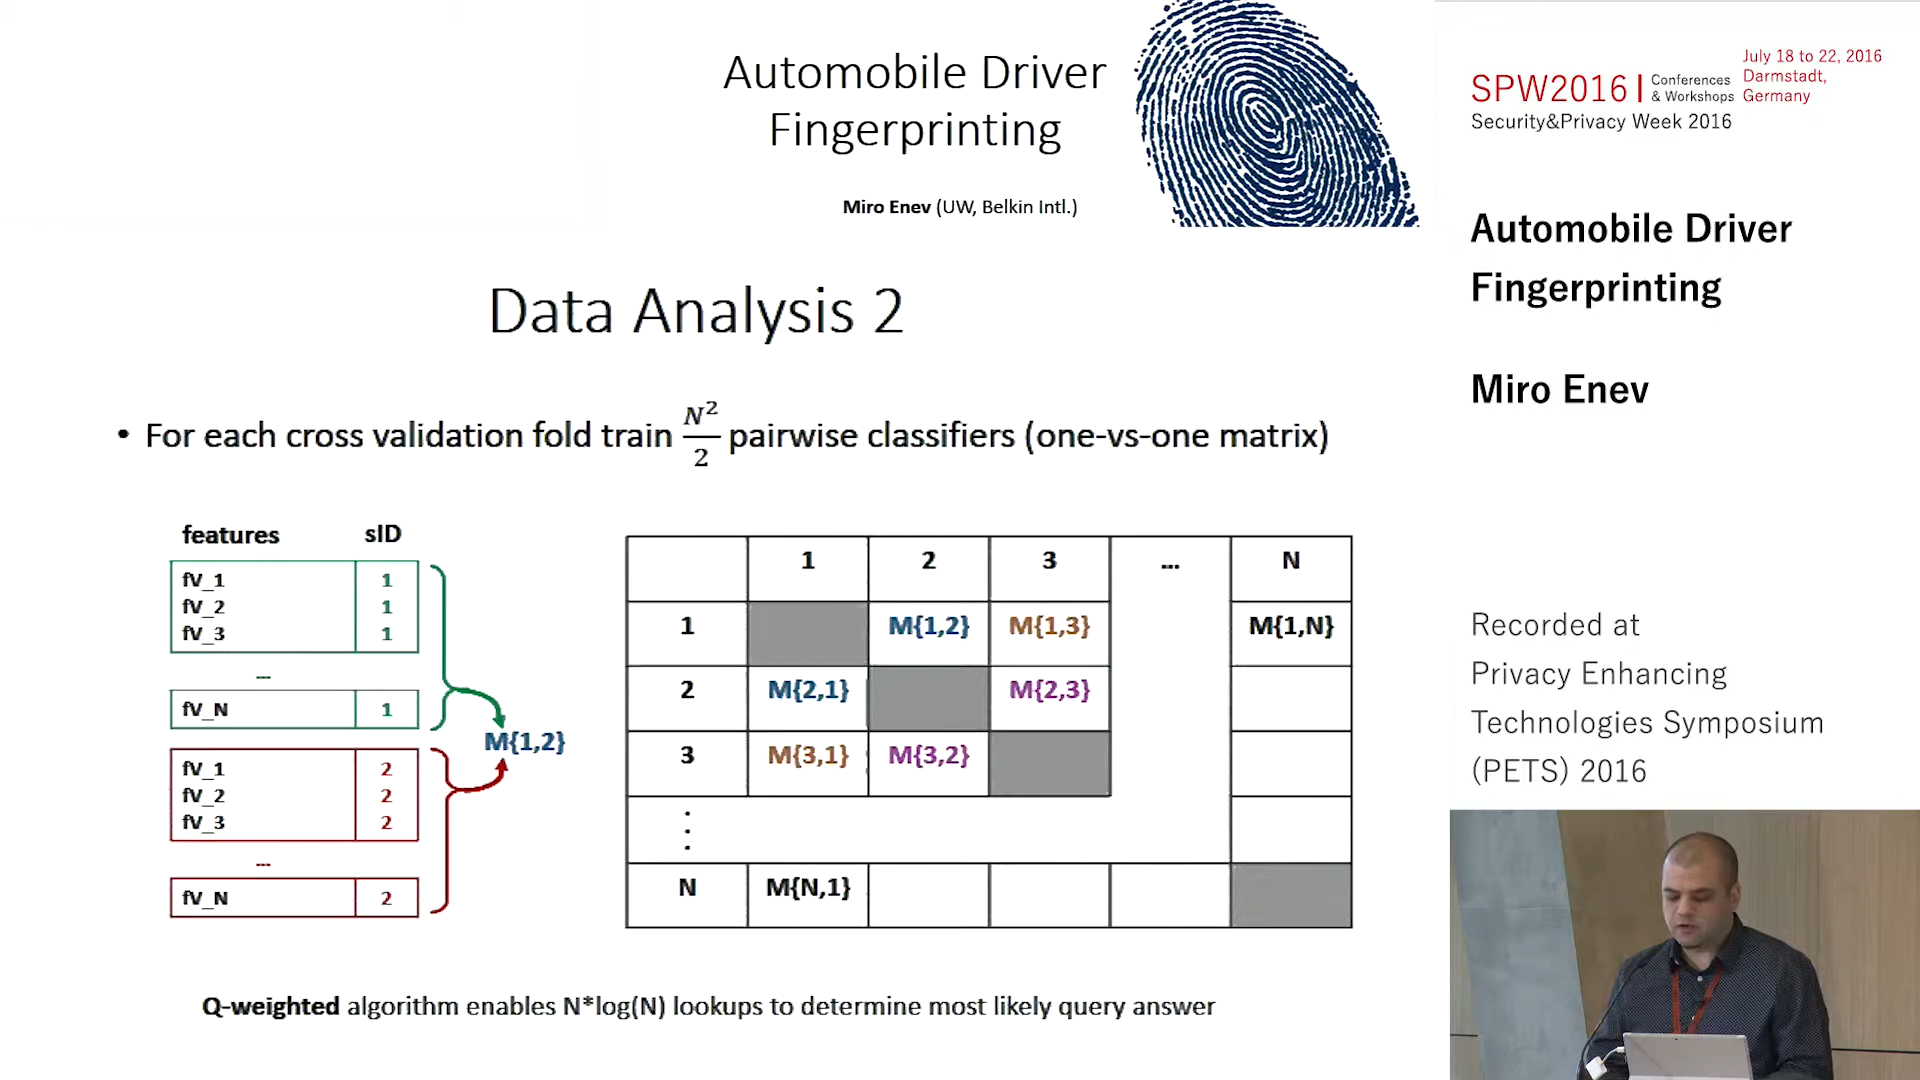 Automobile Driver
Fingerprinting
Miro Enev (UW, Belkin Intl.)
SPW2016 | Conferences & Workshops
July 18 to 22, 2016
Darmstadt,
Germany
Security&Privacy Week 2016
Automobile Driver
Fingerprinting
Miro Enev
Data Analysis 2
• For each cross validation fold train N²/2 pairwise classifiers (one-vs-one matrix)
features sID
fV_1 1
fV_2 1
fV_3 1
...
fV_N 1
M{1,2}
fV_1 2
fV_2 2
fV_3 2
...
fV_N 2
1 2 3 ... N
1 M{1,2} M{1,3} M{1,N}
2 M{2,1} M{2,3}
3 M{3,1} M{3,2}
⋮
N M{N,1}
Q-weighted algorithm enables N*log(N) lookups to determine most likely query answer
Recorded at
Privacy Enhancing
Technologies Symposium
(PETS) 2016